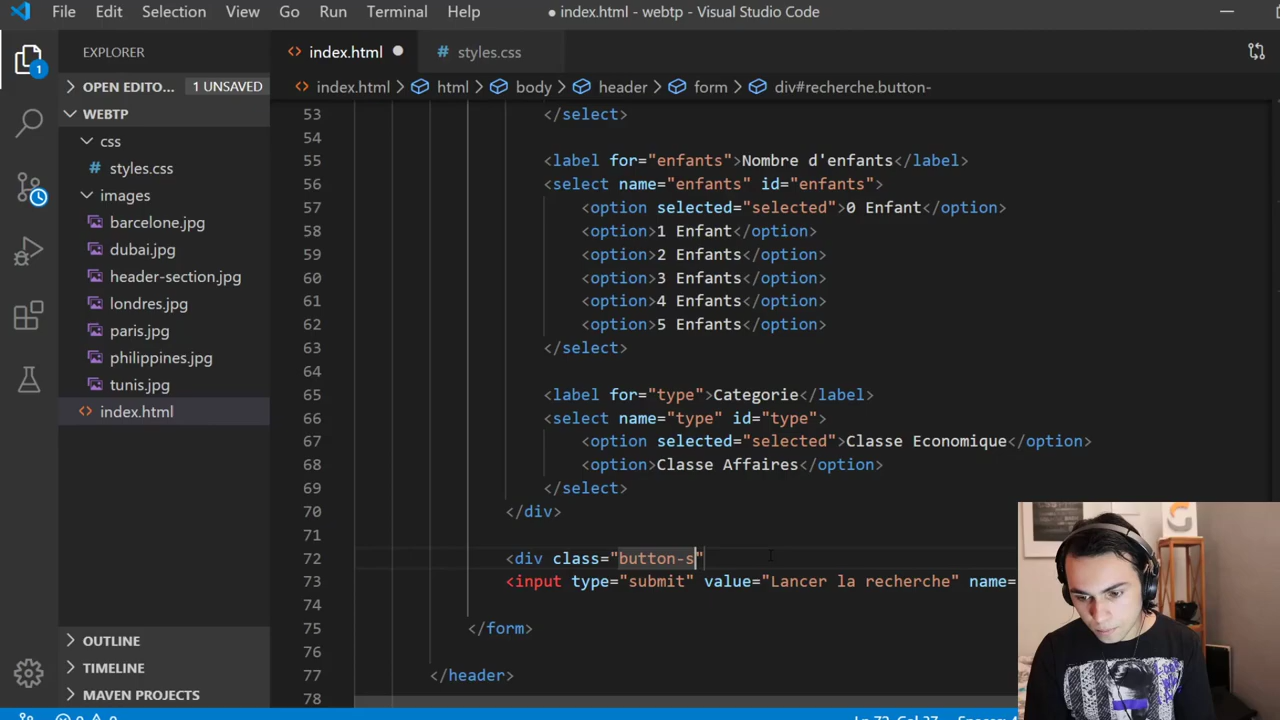 File Edit Selection View Go Run Terminal Help ● index.html - webtp - Visual Studio Code
EXPLORER
<> index.html ●
# styles.css
OPEN EDITO... 1 UNSAVED
<> index.html > html > body > header > form > div#recherche.button-
WEBTP
css
# styles.css
images
barcelone.jpg
dubai.jpg
header-section.jpg
londres.jpg
paris.jpg
philippines.jpg
tunis.jpg
<> index.html
OUTLINE
TIMELINE
MAVEN PROJECTS
1
53 </select>
54
55 <label for="enfants">Nombre d'enfants</label>
56 <select name="enfants" id="enfants">
57 <option selected="selected">0 Enfant</option>
58 <option>1 Enfant</option>
59 <option>2 Enfants</option>
60 <option>3 Enfants</option>
61 <option>4 Enfants</option>
62 <option>5 Enfants</option>
63 </select>
64
65 <label for="type">Categorie</label>
66 <select name="type" id="type">
67 <option selected="selected">Classe Economique</option>
68 <option>Classe Affaires</option>
69 </select>
70 </div>
71
72 <div class="button-s"
73 <input type="submit" value="Lancer la recherche" name=
74
75 </form>
76
77 </header>
78